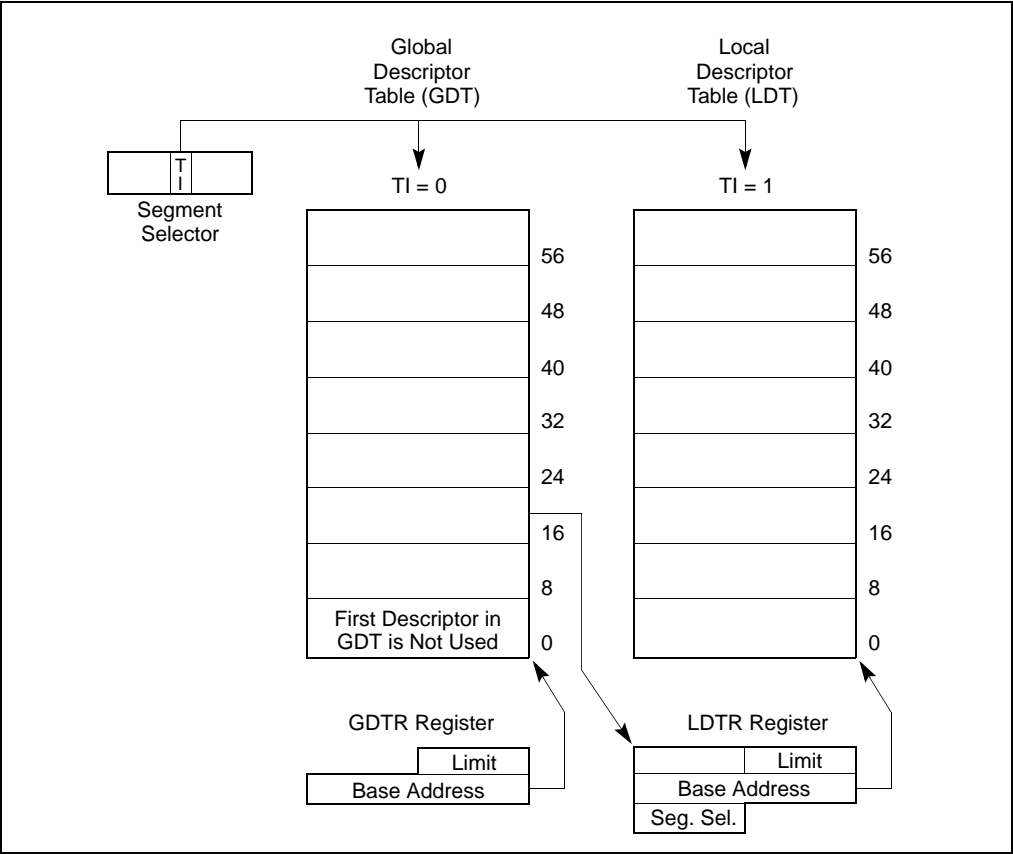 Global
Descriptor
Table (GDT)
Local
Descriptor
Table (LDT)
T
I
Segment
Selector
TI = 0
TI = 1
56
48
40
32
24
16
8
0
First Descriptor in
GDT is Not Used
56
48
40
32
24
16
8
0
GDTR Register
Limit
Base Address
LDTR Register
Limit
Base Address
Seg. Sel.